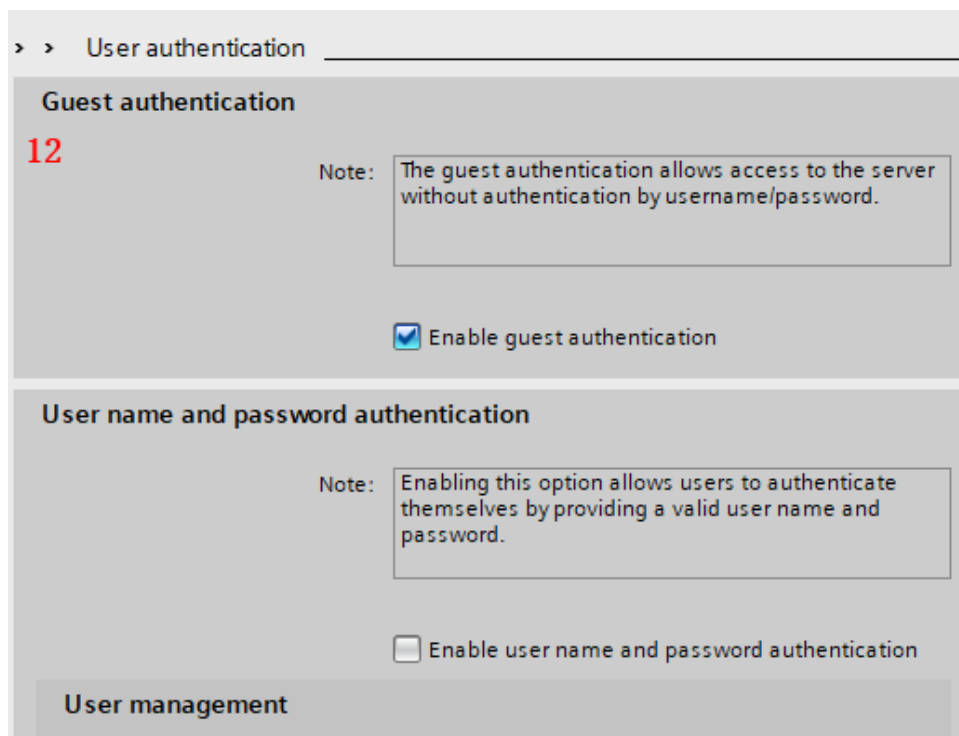 > > User authentication
Guest authentication
12
Note: The guest authentication allows access to the server
without authentication by username/password.
Enable guest authentication
User name and password authentication
Note: Enabling this option allows users to authenticate
themselves by providing a valid user name and
password.
Enable user name and password authentication
User management